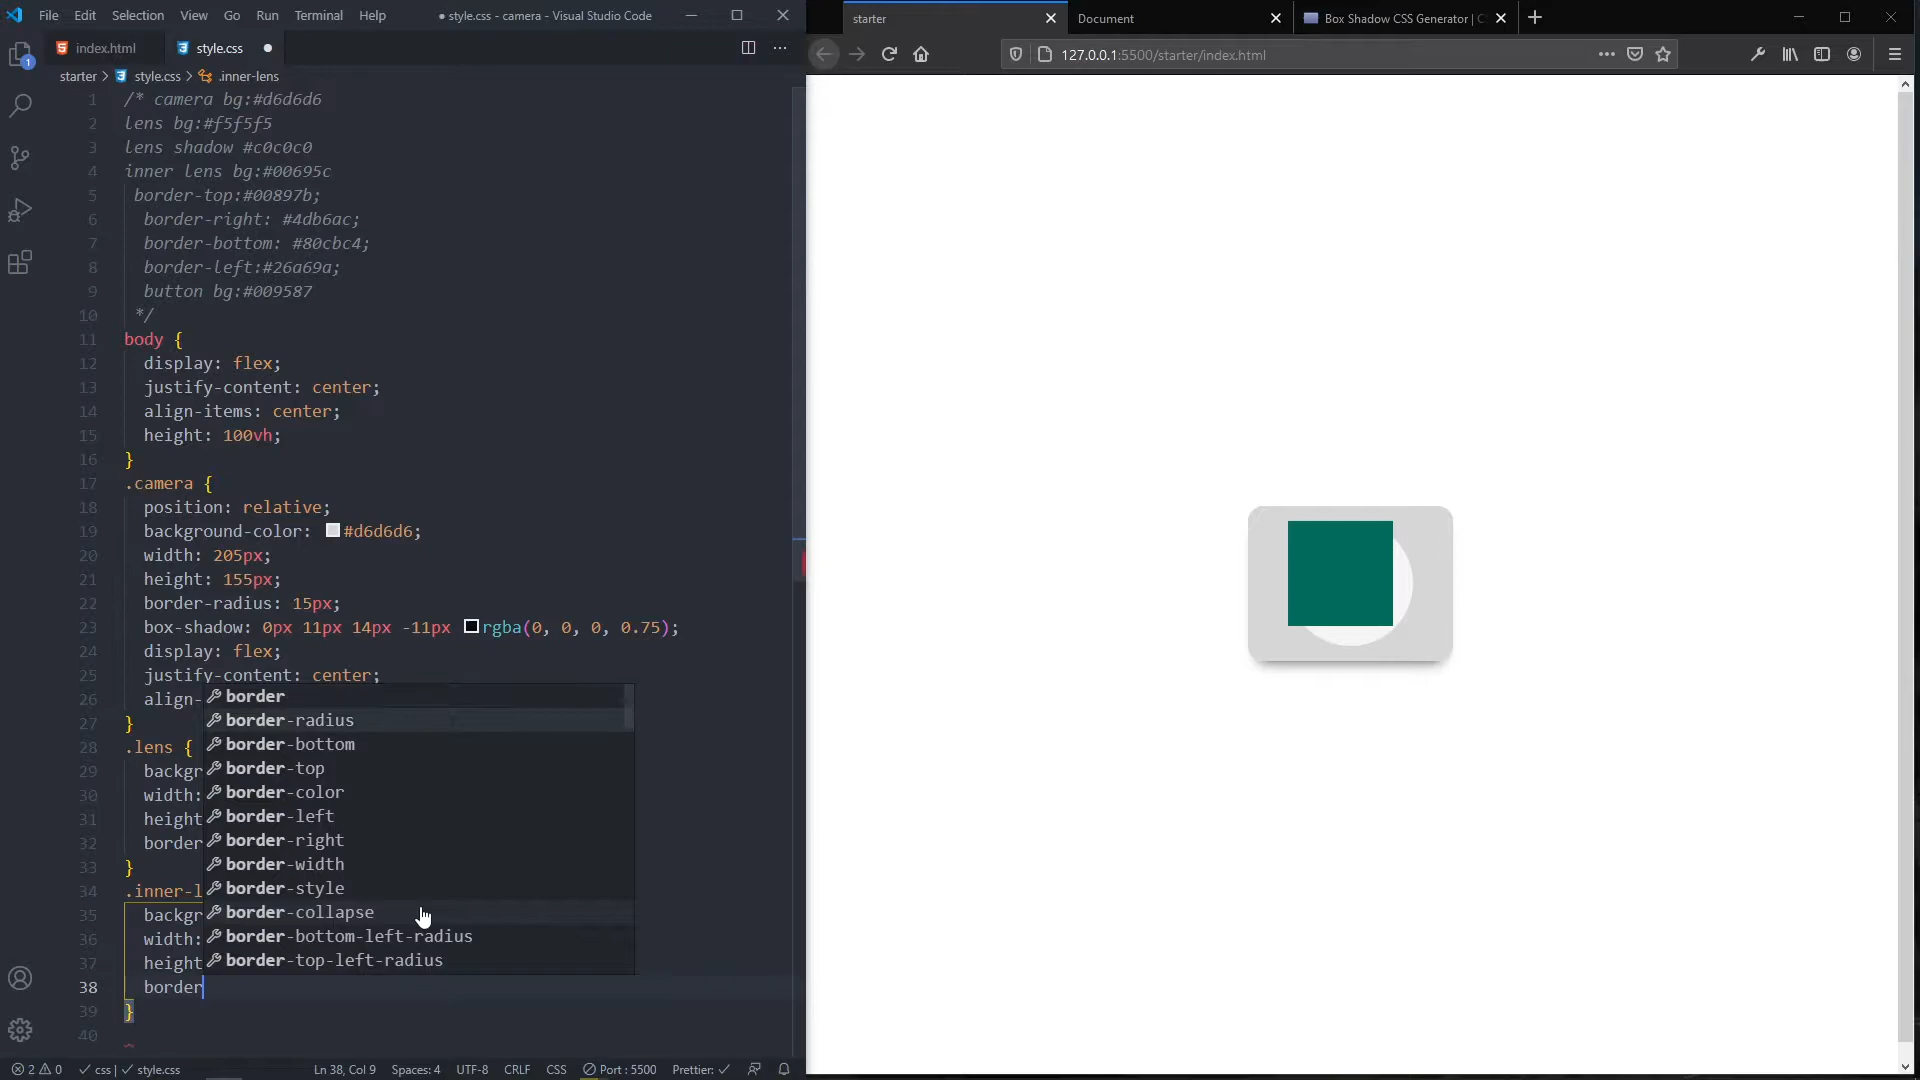 File Edit Selection View Go Run Terminal Help
● style.css - camera - Visual Studio Code
index.html
style.css
starter > style.css > .inner-lens
1 /* camera bg:#d6d6d6
2 lens bg:#f5f5f5
3 lens shadow #c0c0c0
4 inner lens bg:#00695c
5 border-top:#00897b;
6 border-right: #4db6ac;
7 border-bottom: #80cbc4;
8 border-left:#26a69a;
9 button bg:#009587
10 */
11 body {
12 display: flex;
13 justify-content: center;
14 align-items: center;
15 height: 100vh;
16 }
17 .camera {
18 position: relative;
19 background-color: #d6d6d6;
20 width: 205px;
21 height: 155px;
22 border-radius: 15px;
23 box-shadow: 0px 11px 14px -11px rgba(0, 0, 0, 0.75);
24 display: flex;
25 justify-content: center;
26 align-
27 }
28 .lens {
29 backgr
30 width:
31 height
32 border
33 }
34 .inner-l
35 backgr
36 width:
37 height
38 border
39 }
40
border
border-radius
border-bottom
border-top
border-color
border-left
border-right
border-width
border-style
border-collapse
border-bottom-left-radius
border-top-left-radius
1
2 0 css | style.css
Ln 38, Col 9 Spaces: 4 UTF-8 CRLF CSS Port : 5500 Prettier: ✓
starter
Document
Box Shadow CSS Generator |
127.0.0.1:5500/starter/index.html